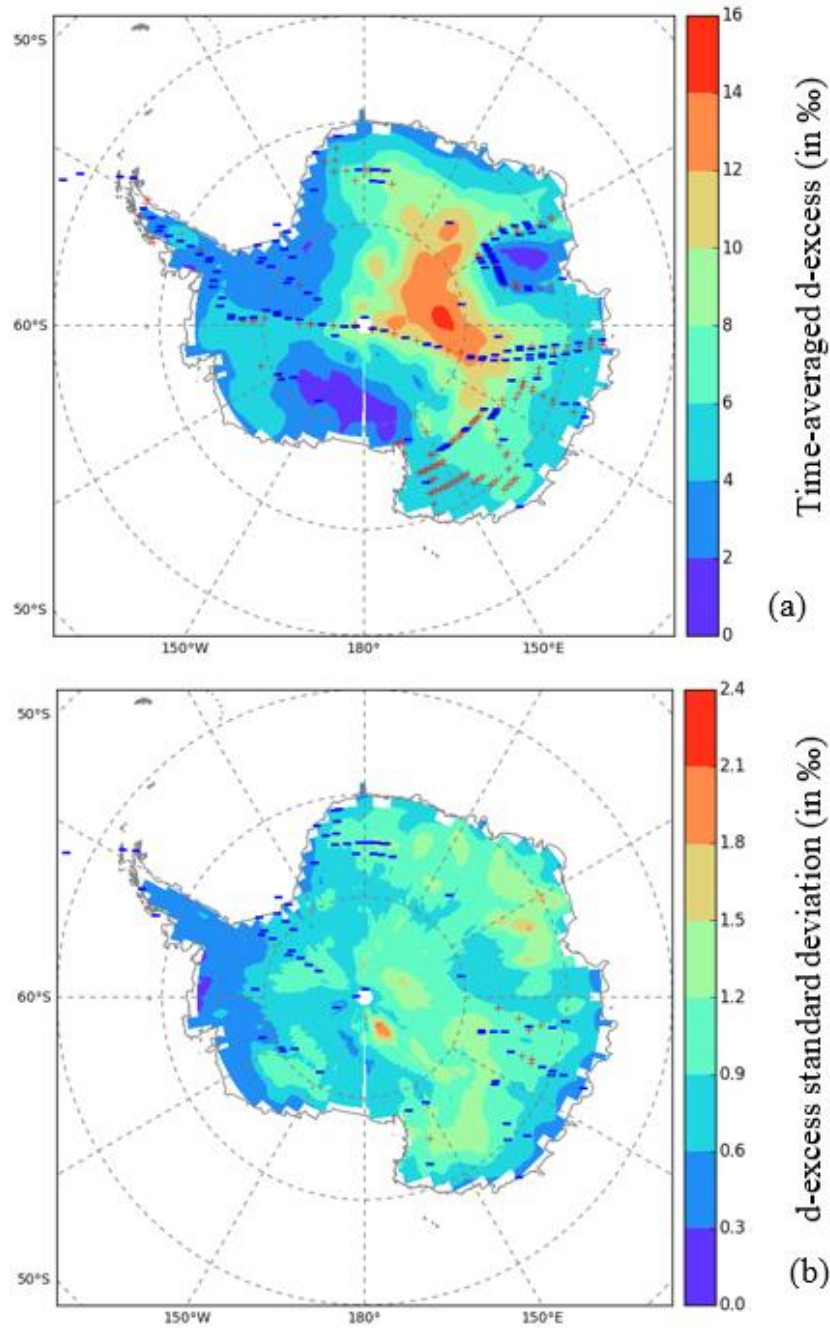 50°S
60°S
50°S
150°W
180°
150°E
16
14
12
10
8
6
4
2
0
Time-averaged d-excess (in ‰)
(a)
50°S
60°S
50°S
150°W
180°
150°E
2.4
2.1
1.8
1.5
1.2
0.9
0.6
0.3
0.0
d-excess standard deviation (in ‰)
(b)